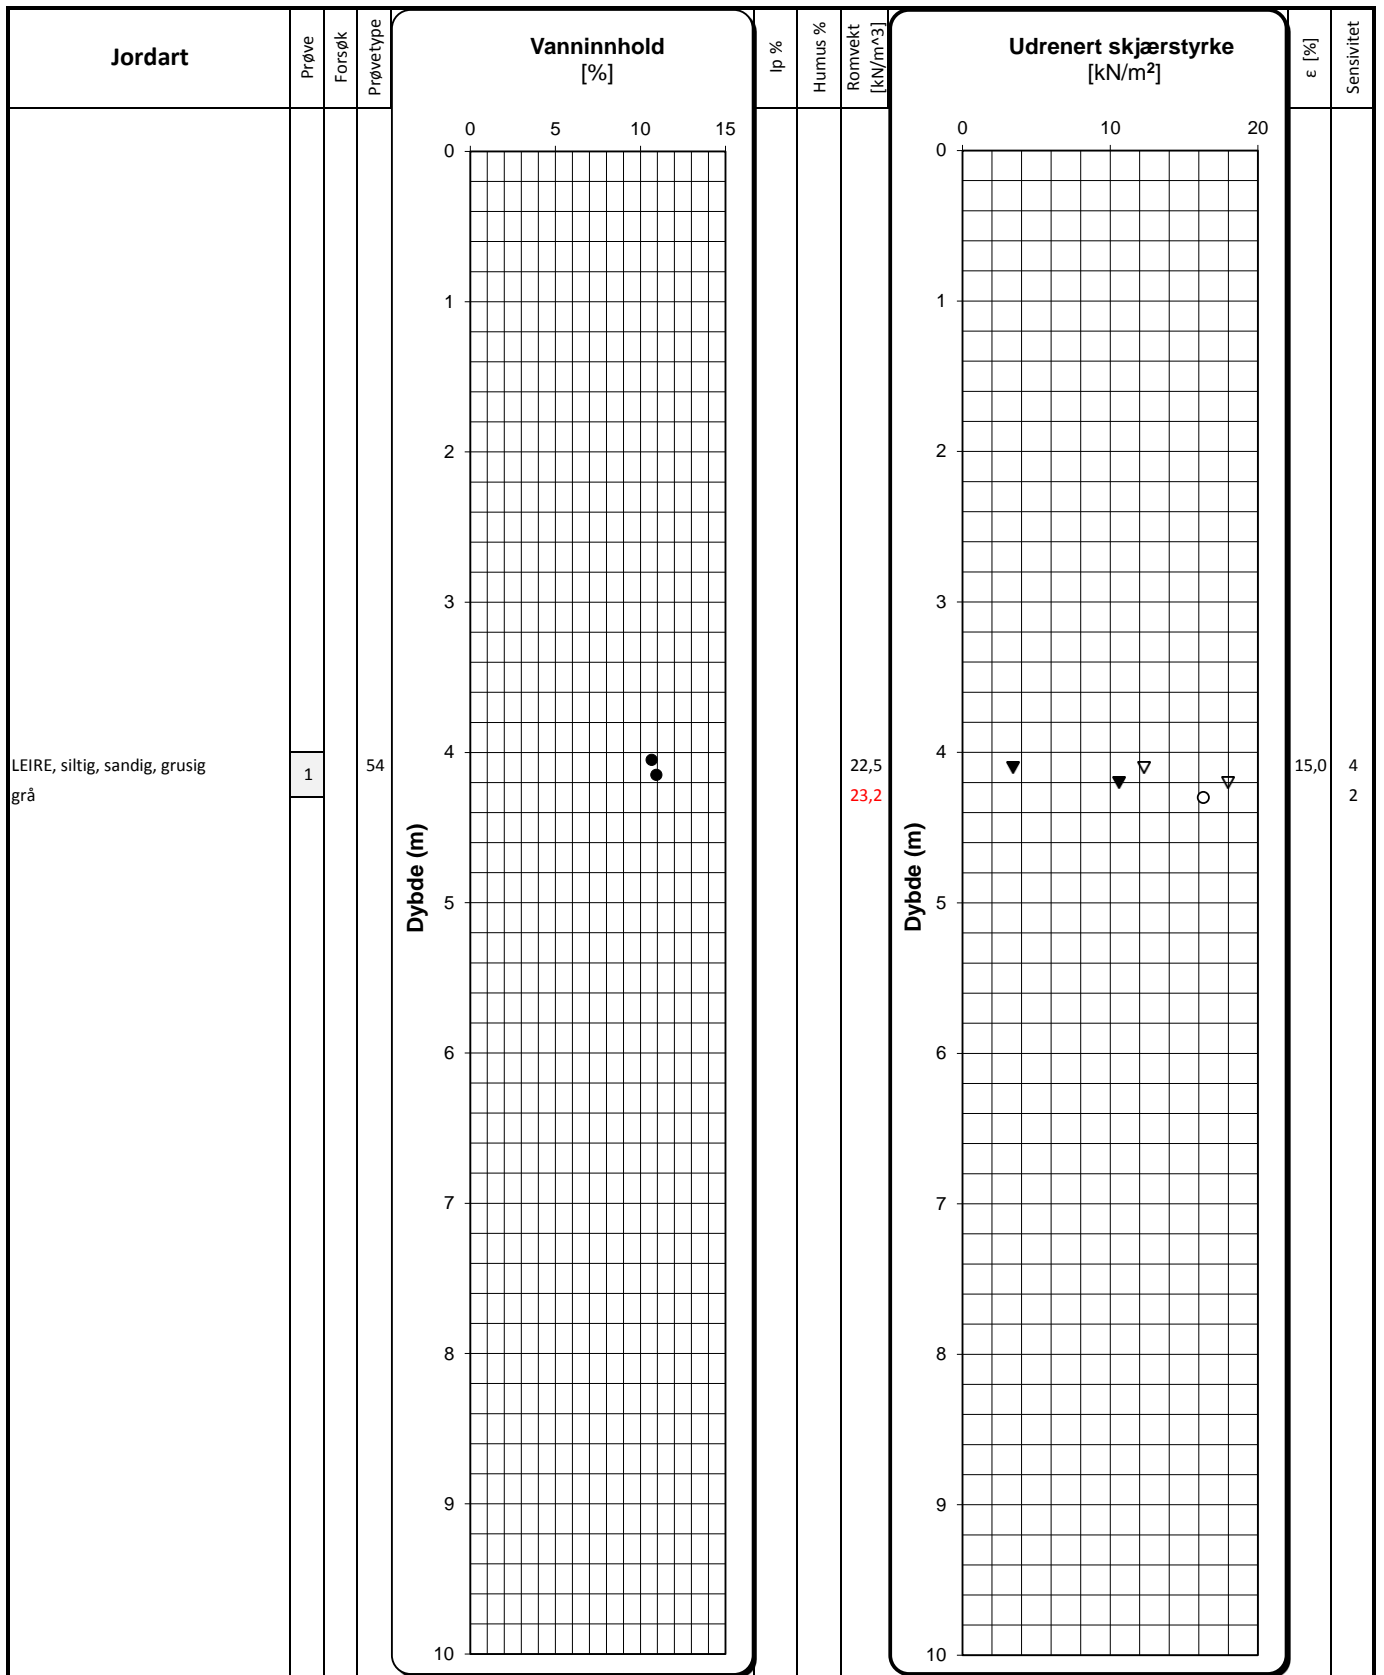 Jordart
Prøve
Forsøk
Prøvetype
Vanninnhold
[%]
Ip %
Humus %
Romvekt
[kN/m^3]
Udrenert skjærstyrke
[kN/m²]
ε [%]
Sensivitet
0 5 10 15
0 10 20
0
1
2
3
4
5
6
7
8
9
10
Dybde (m)
0
1
2
3
4
5
6
7
8
9
10
Dybde (m)
LEIRE, siltig, sandig, grusig
grå
1
54
22,5
23,2
15,0
4
2